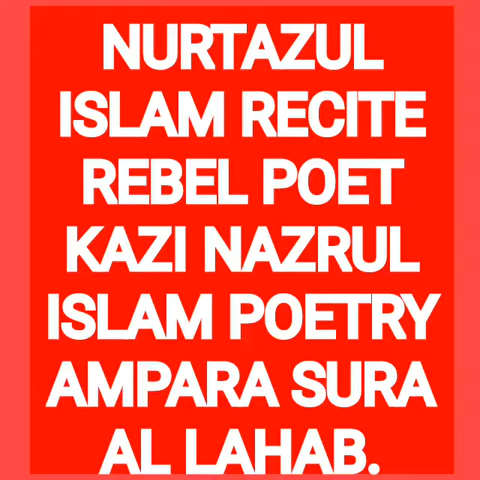 NURTAZUL
ISLAM RECITE
REBEL POET
KAZI NAZRUL
ISLAM POETRY
AMPARA SURA
AL LAHAB.